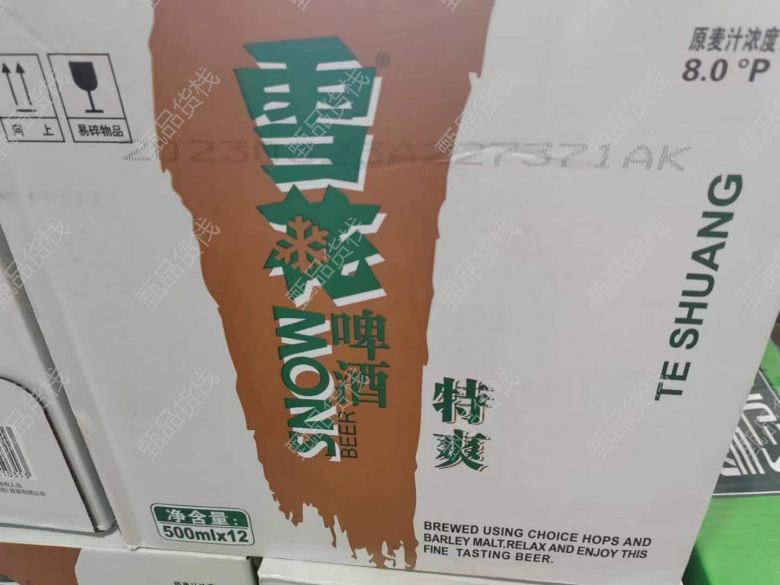 原麦汁浓度
8.0 °P
向 上
易碎物品
雪花
®
SNOW
啤酒
BEER
特爽
TE SHUANG
净含量:
500mlx12
BREWED USING CHOICE HOPS AND
BARLEY MALT.RELAX AND ENJOY THIS
FINE TASTING BEER.
甄品货栈